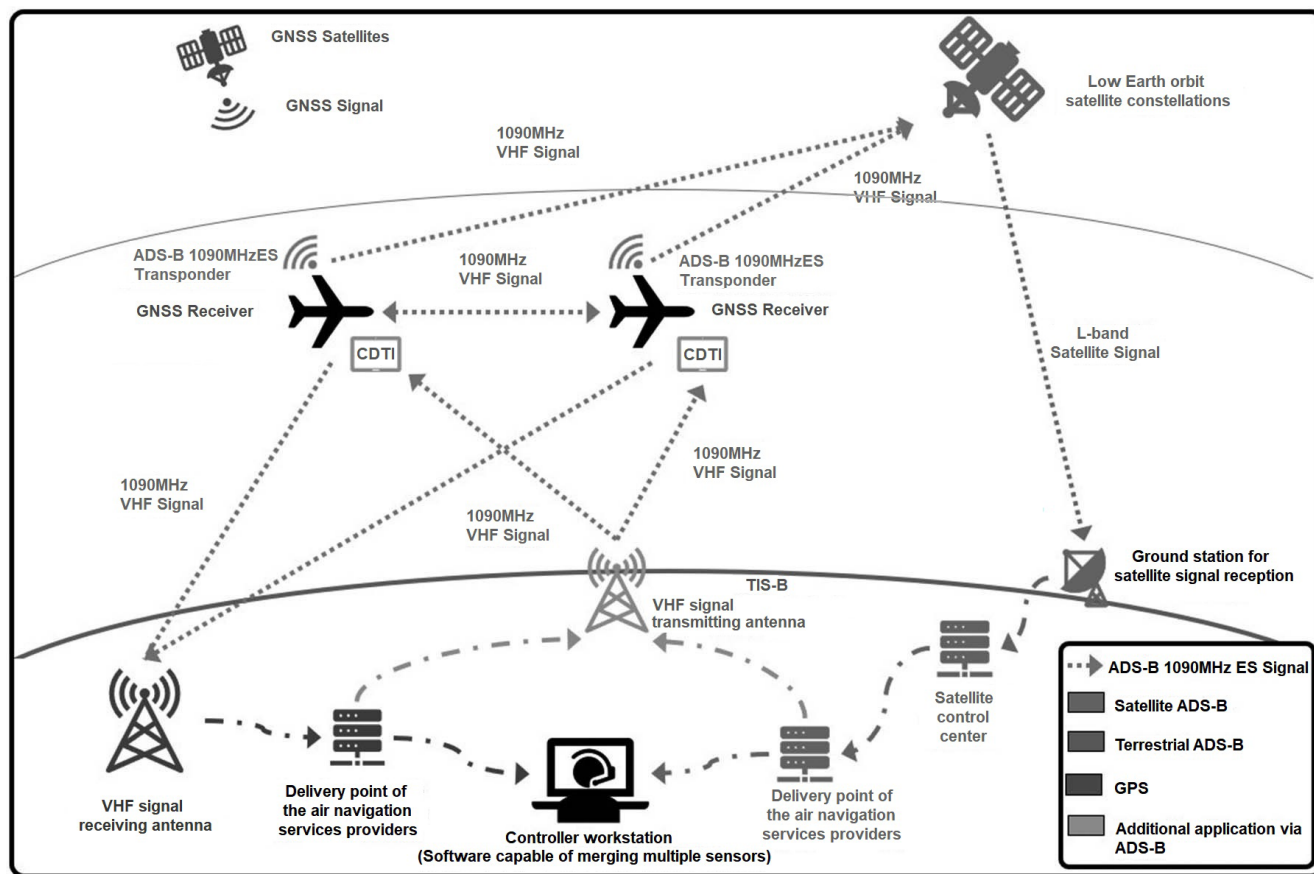 GNSS Satellites
GNSS Signal
Low Earth orbit
satellite constellations
1090MHz
VHF Signal
1090MHz
VHF Signal
ADS-B 1090MHzES
Transponder
GNSS Receiver
1090MHz
VHF Signal
ADS-B 1090MHzES
Transponder
GNSS Receiver
CDTI
CDTI
L-band
Satellite Signal
1090MHz
VHF Signal
1090MHz
VHF Signal
1090MHz
VHF Signal
TIS-B
VHF signal
transmitting antenna
Ground station for
satellite signal reception
Satellite
control
center
VHF signal
receiving antenna
Delivery point of
the air navigation
services providers
Controller workstation
(Software capable of merging multiple sensors)
Delivery point of
the air navigation
services providers
ADS-B 1090MHz ES Signal
Satellite ADS-B
Terrestrial ADS-B
GPS
Additional application via
ADS-B